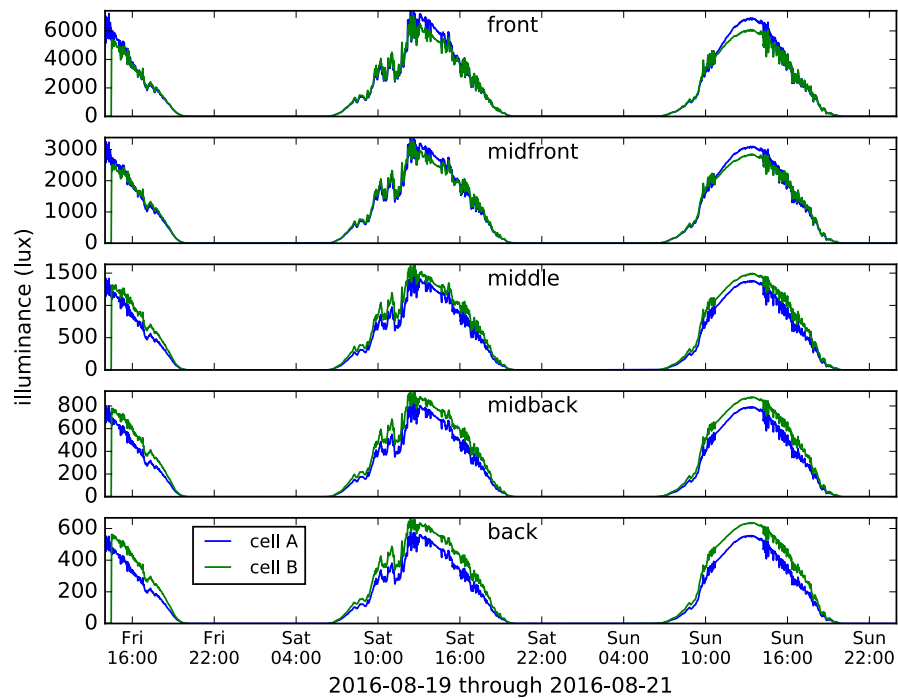 front
6000
4000
2000
0
midfront
3000
2000
1000
0
middle
1500
1000
500
0
midback
800
600
400
200
0
back
600
400
200
0
illuminance (lux)
cell A
cell B
Fri Fri Sat Sat Sat Sat Sun Sun Sun Sun
16:00 22:00 04:00 10:00 16:00 22:00 04:00 10:00 16:00 22:00
2016-08-19 through 2016-08-21